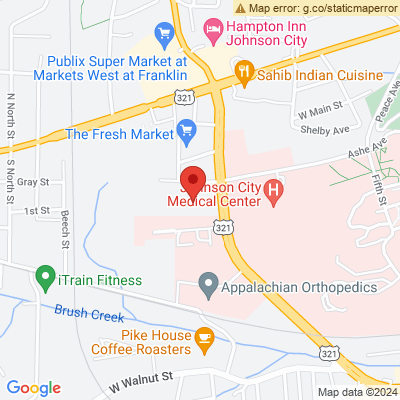 Map error: g.co/staticmaperror
Hampton Inn
Johnson City
Publix Super Market at
Markets West at Franklin
Sahib Indian Cuisine
321
W Main St
Shelby Ave
Peace Ave
N North St
The Fresh Market
Ashe Ave
S North St
Gray St
Johnson City
Medical Center
H
Fifth St
1st St
Beech St
321
iTrain Fitness
Appalachian Orthopedics
Brush Creek
Pike House
Coffee Roasters
321
W Walnut St
Google
Map data ©2024